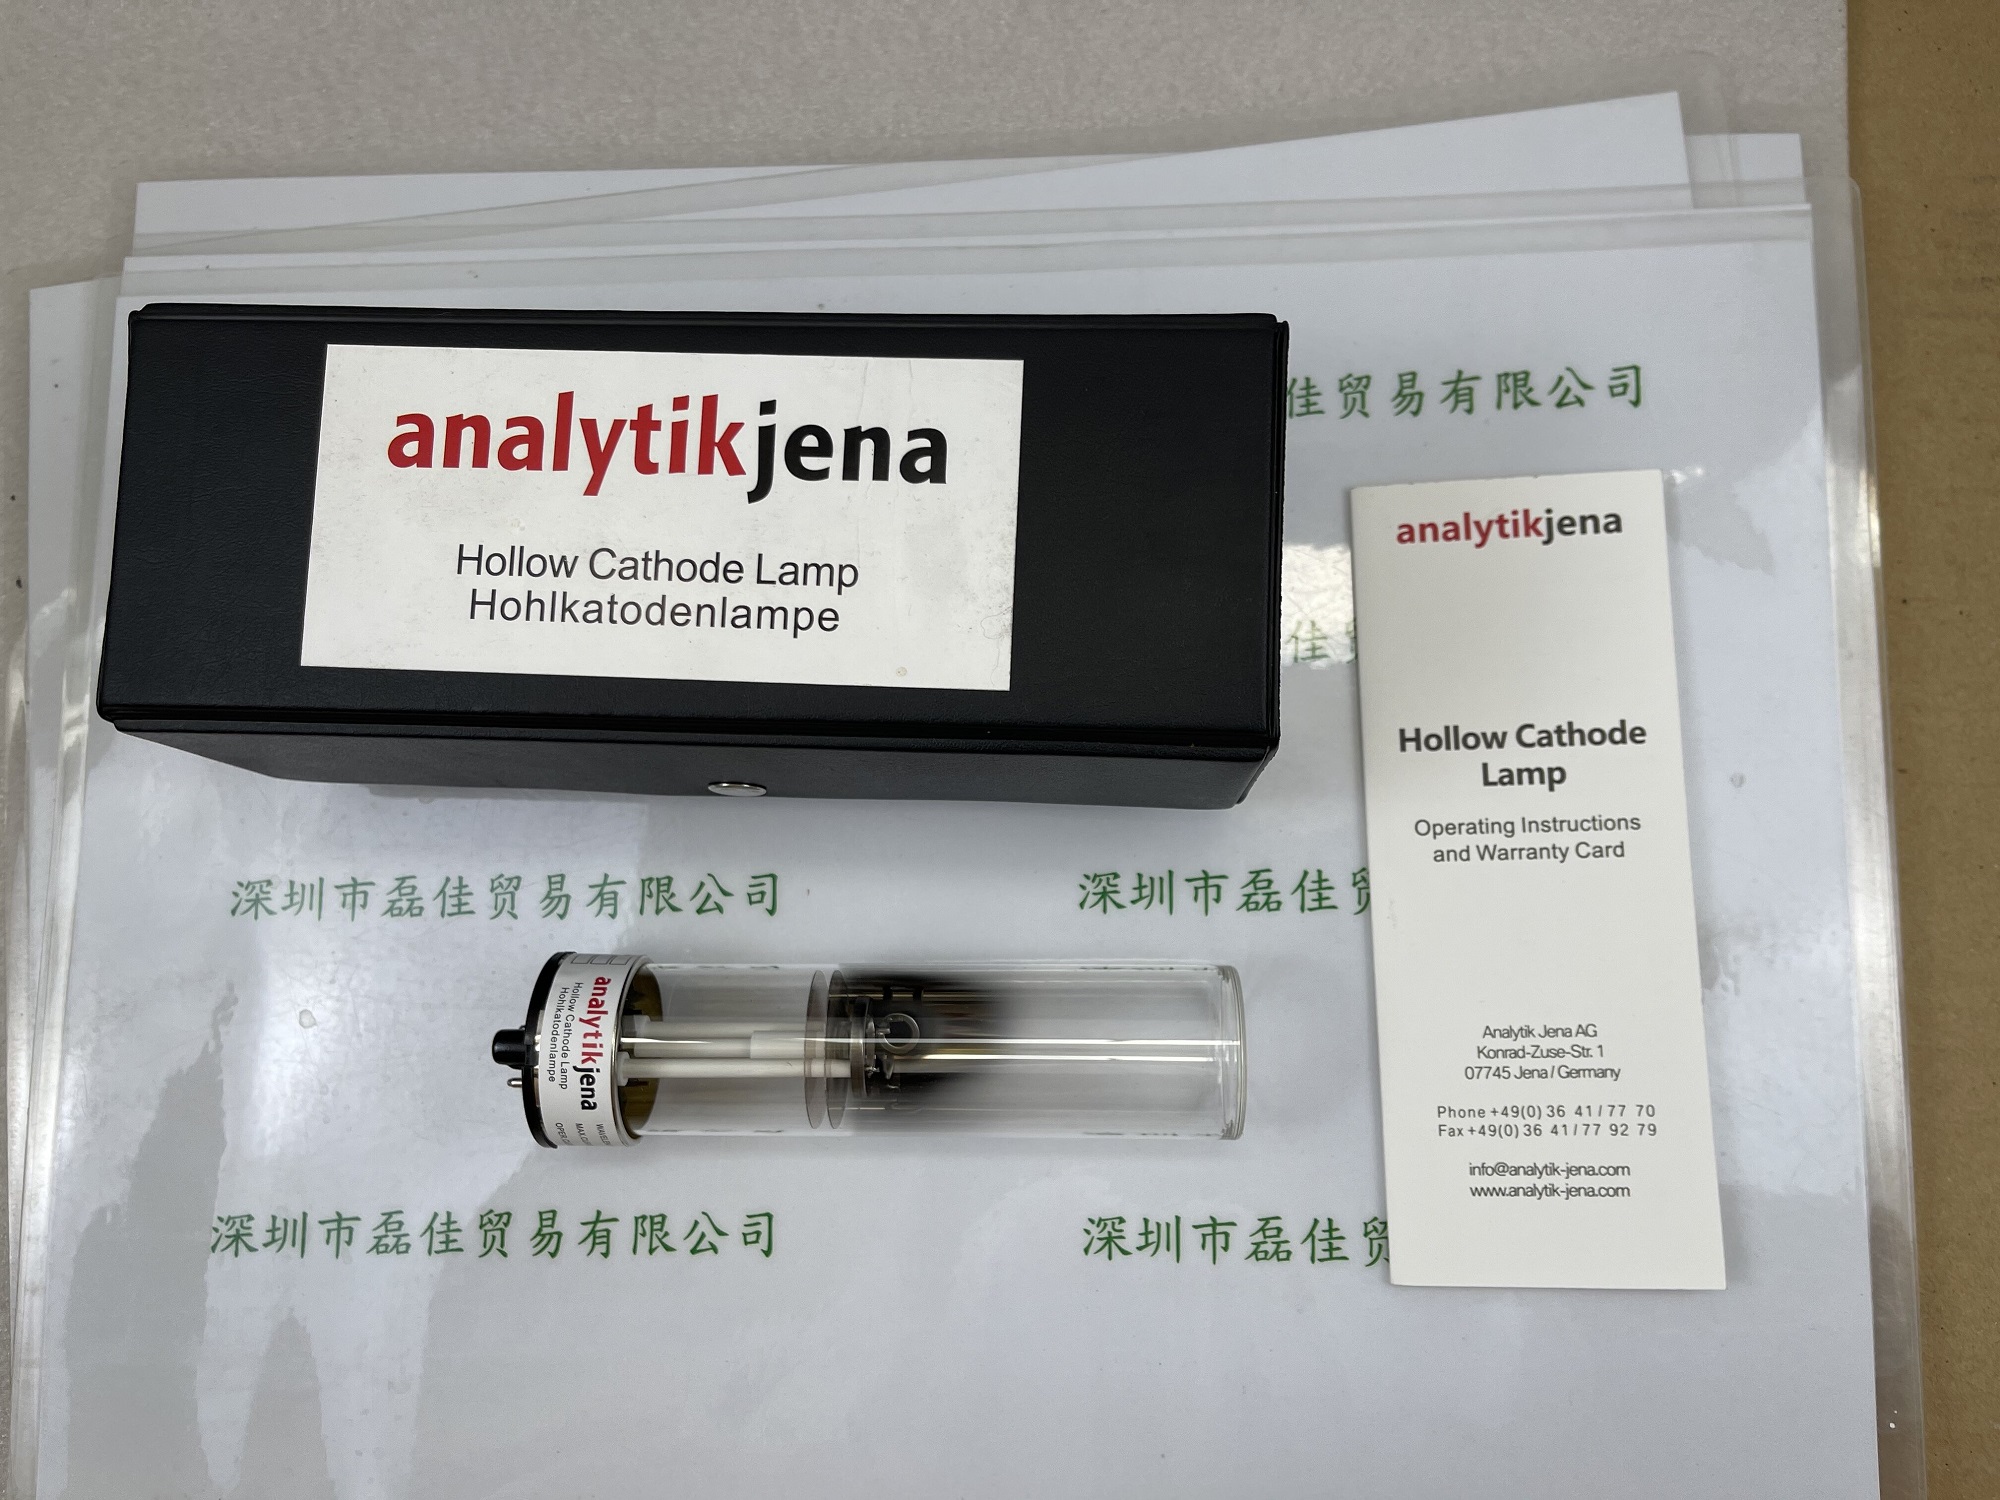 analytikjena
Hollow Cathode Lamp
Hohlkatodenlampe
佳贸易有限公司
analytikjena
佳
Hollow Cathode
Lamp
Operating Instructions
and Warranty Card
深圳市磊佳贸易有限公司
深圳市磊佳贸
analytikjena
Hollow Cathode Lamp
Hohlkatodenlampe
Analytik Jena AG
Konrad-Zuse-Str. 1
07745 Jena / Germany
Phone +49(0) 36 41 / 77 70
Fax +49(0) 36 41 / 77 92 79
info@analytik-jena.com
www.analytik-jena.com
深圳市磊佳贸易有限公司
深圳市磊佳贸